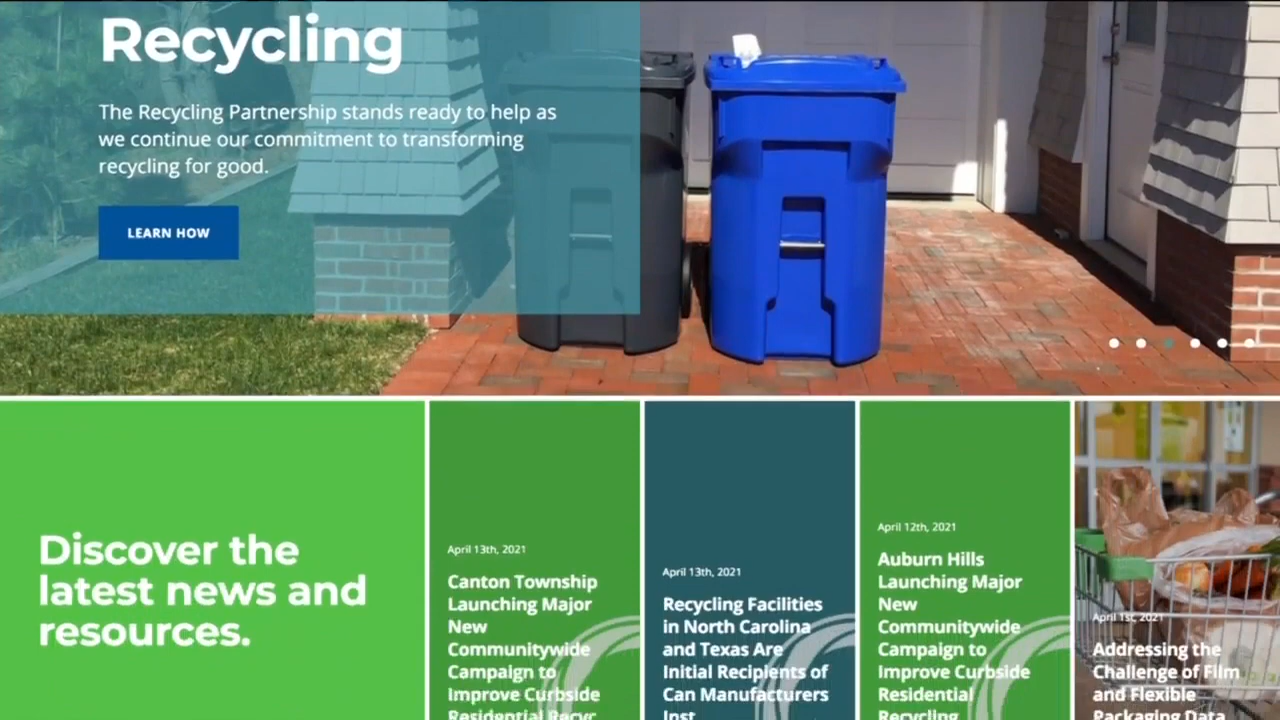 Recycling
The Recycling Partnership stands ready to help as
we continue our commitment to transforming
recycling for good.
LEARN HOW
Discover the
latest news and
resources.
April 13th, 2021
Canton Township
Launching Major
New
Communitywide
Campaign to
Improve Curbside
Residential Recyc
April 13th, 2021
Recycling Facilities
in North Carolina
and Texas Are
Initial Recipients of
Can Manufacturers
Inst
April 12th, 2021
Auburn Hills
Launching Major
New
Communitywide
Campaign to
Improve Curbside
Residential
Recycling
April 1st, 2021
Addressing the
Challenge of Film
and Flexible
Packaging Data